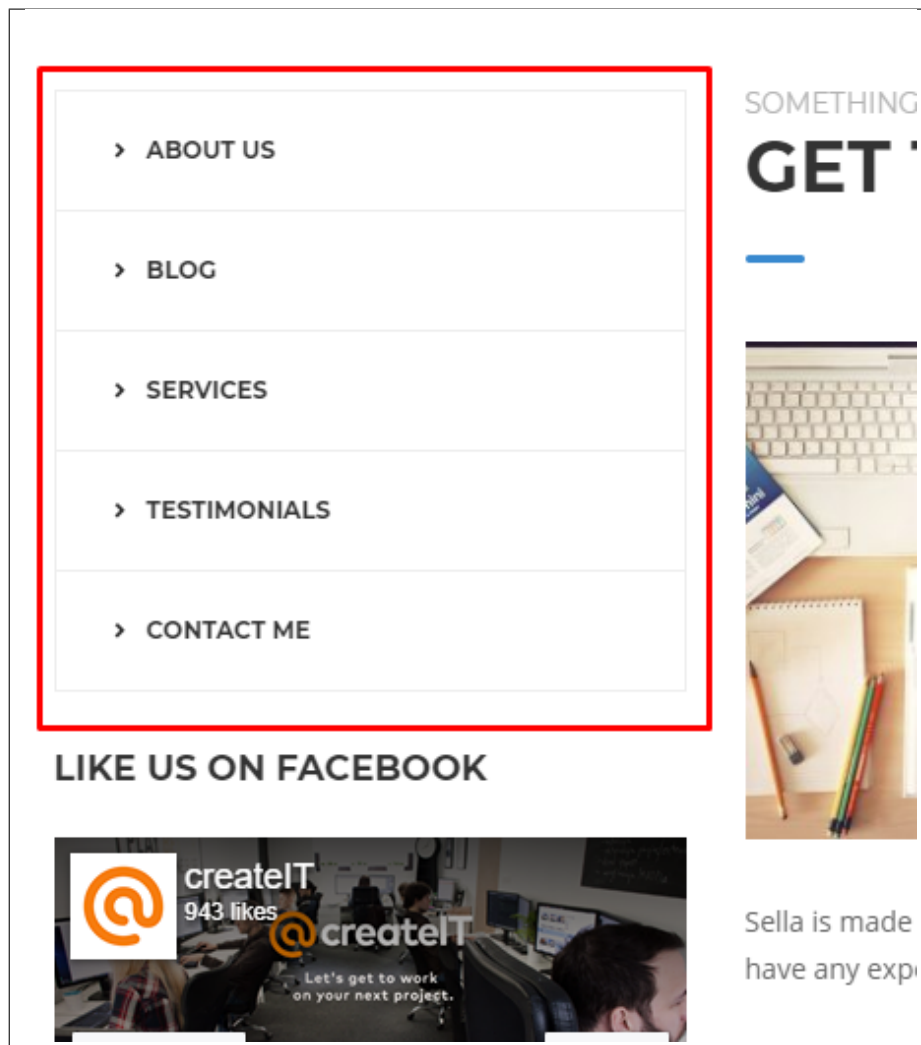 ABOUT US
BLOG
SERVICES
TESTIMONIALS
CONTACT ME
LIKE US ON FACEBOOK
createIT
943 likes
@createIT
Let's get to work
on your next project.
SOMETHING
GET
Sella is made
have any exp